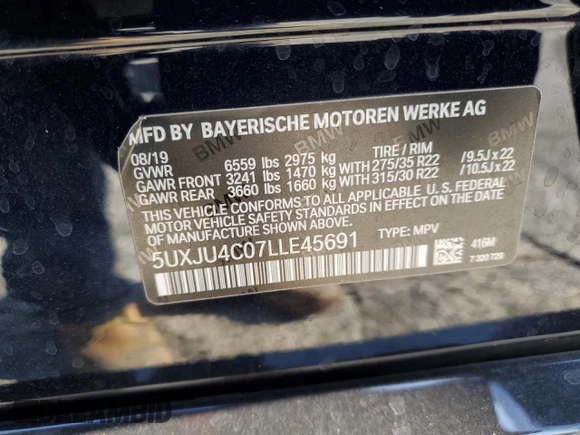 MFD BY BAYERISCHE MOTOREN WERKE AG
08/19 TIRE / RIM
GVWR 6559 lbs 2975 kg
GAWR FRONT 3241 lbs 1470 kg WITH 275/35 R22 /9.5J x 22
GAWR REAR 3660 lbs 1660 kg WITH 315/30 R22 /10.5J x 22
THIS VEHICLE CONFORMS TO ALL APPLICABLE U.S. FEDERAL
MOTOR VEHICLE SAFETY STANDARDS IN EFFECT ON THE DATE OF
MANUFACTURE SHOWN ABOVE.
5UXJU4C07LLE45691 TYPE: MPV 416M
7 320 729